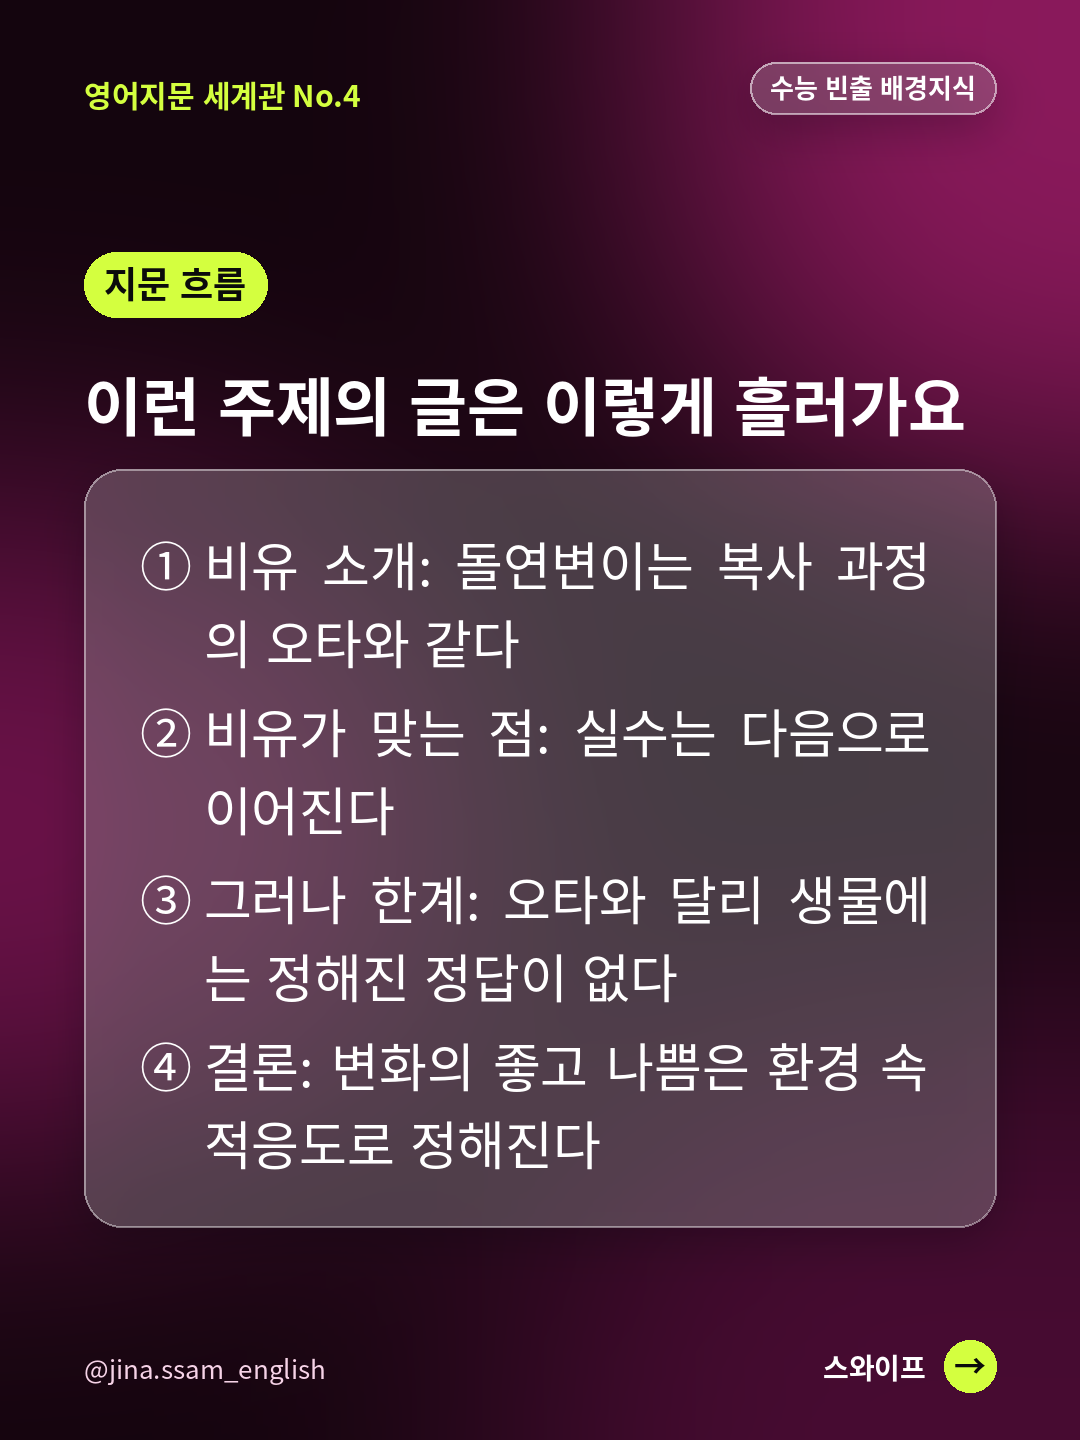 영어지문 세계관 No.4
수능 빈출 배경지식
지문 흐름
이런 주제의 글은 이렇게 흘러가요
① 비유 소개: 돌연변이는 복사 과정
의 오타와 같다
② 비유가 맞는 점: 실수는 다음으로
이어진다
③ 그러나 한계: 오타와 달리 생물에
는 정해진 정답이 없다
④ 결론: 변화의 좋고 나쁨은 환경 속
적응도로 정해진다
@jina.ssam_english
스와이프 →